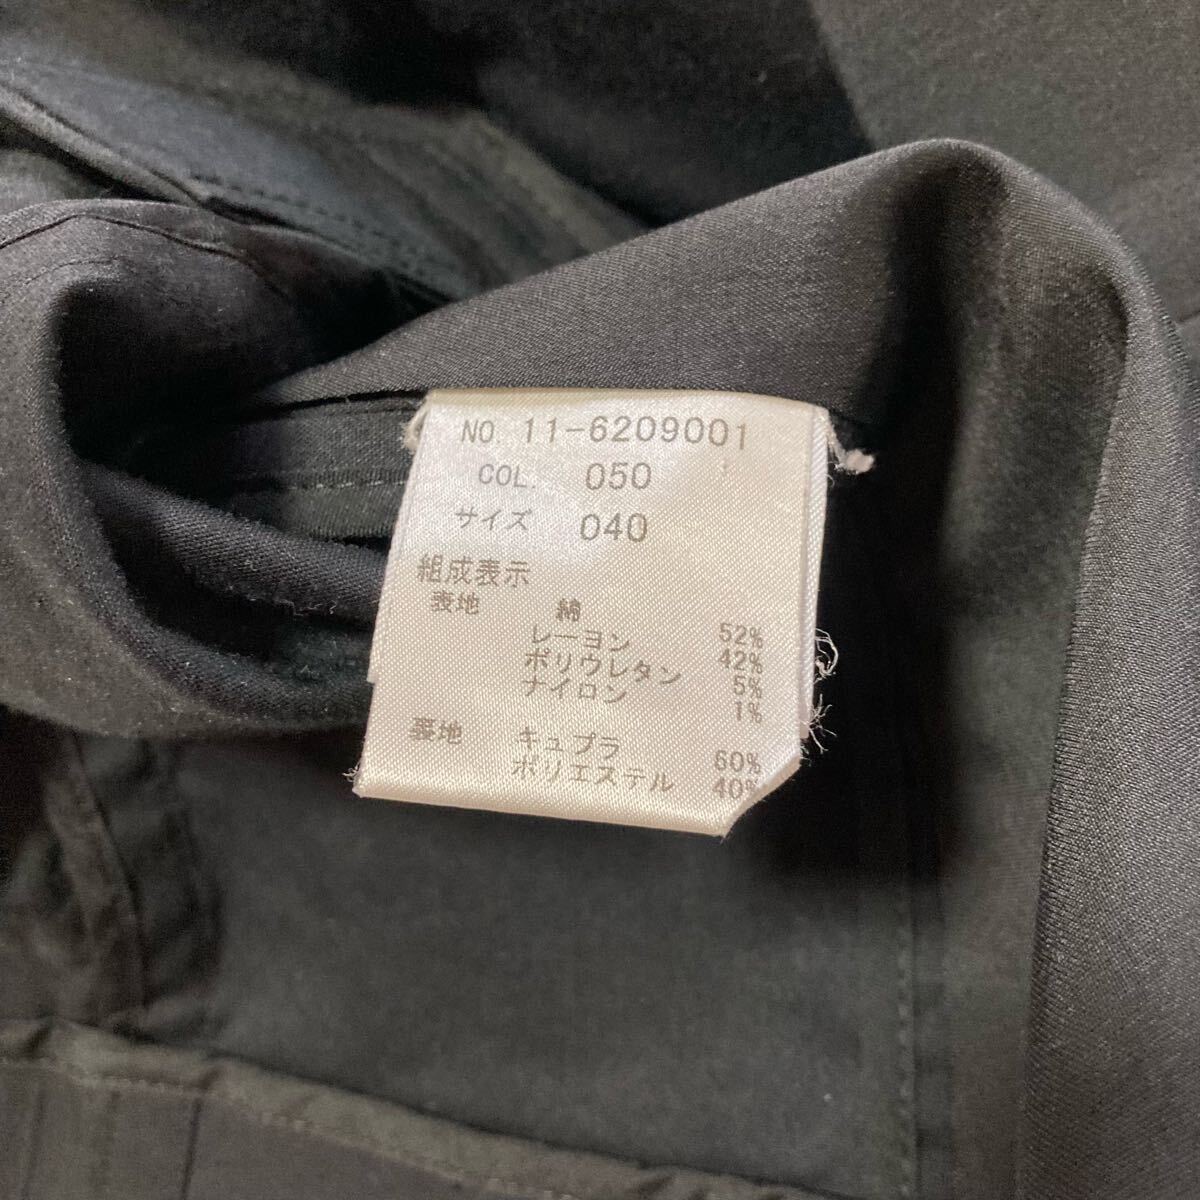 NO. 11-6209001
COL. 050
サイズ 040
組成表示
表地 綿 52%
レーヨン 42%
ポリウレタン 5%
ナイロン 1%
裏地 キュプラ 60%
ポリエステル 40%